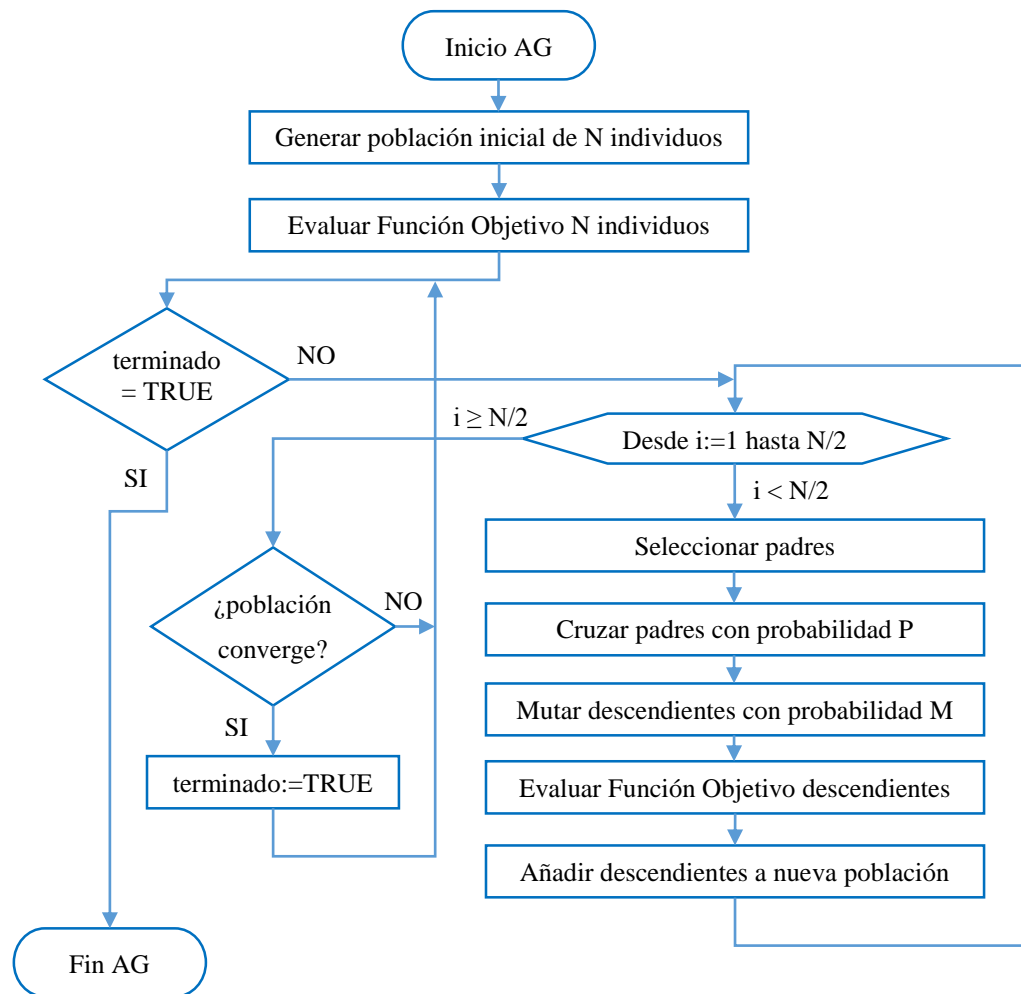 Inicio AG
Generar población inicial de N individuos
Evaluar Función Objetivo N individuos
terminado
= TRUE
NO
SI
i ≥ N/2
Desde i:=1 hasta N/2
i < N/2
Seleccionar padres
Cruzar padres con probabilidad P
Mutar descendientes con probabilidad M
Evaluar Función Objetivo descendientes
Añadir descendientes a nueva población
¿población
converge?
NO
SI
terminado:=TRUE
Fin AG